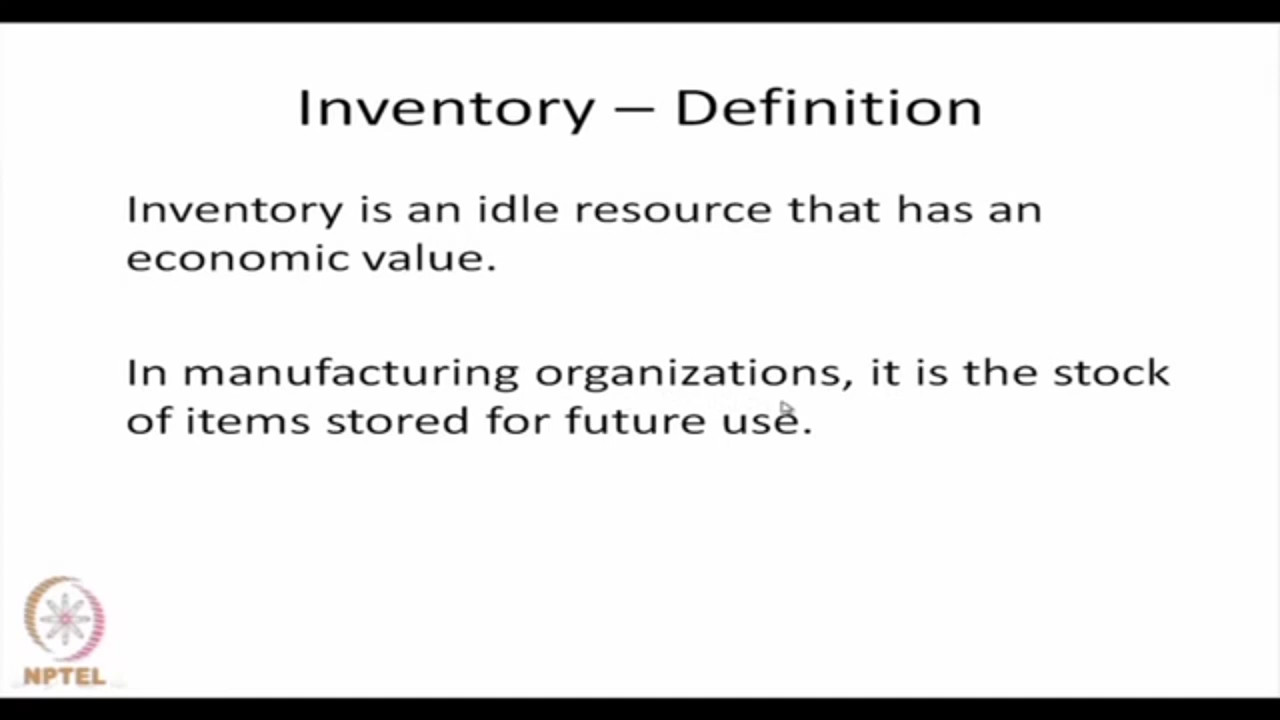 Inventory – Definition
Inventory is an idle resource that has an
economic value.
In manufacturing organizations, it is the stock
of items stored for future use.
NPTEL